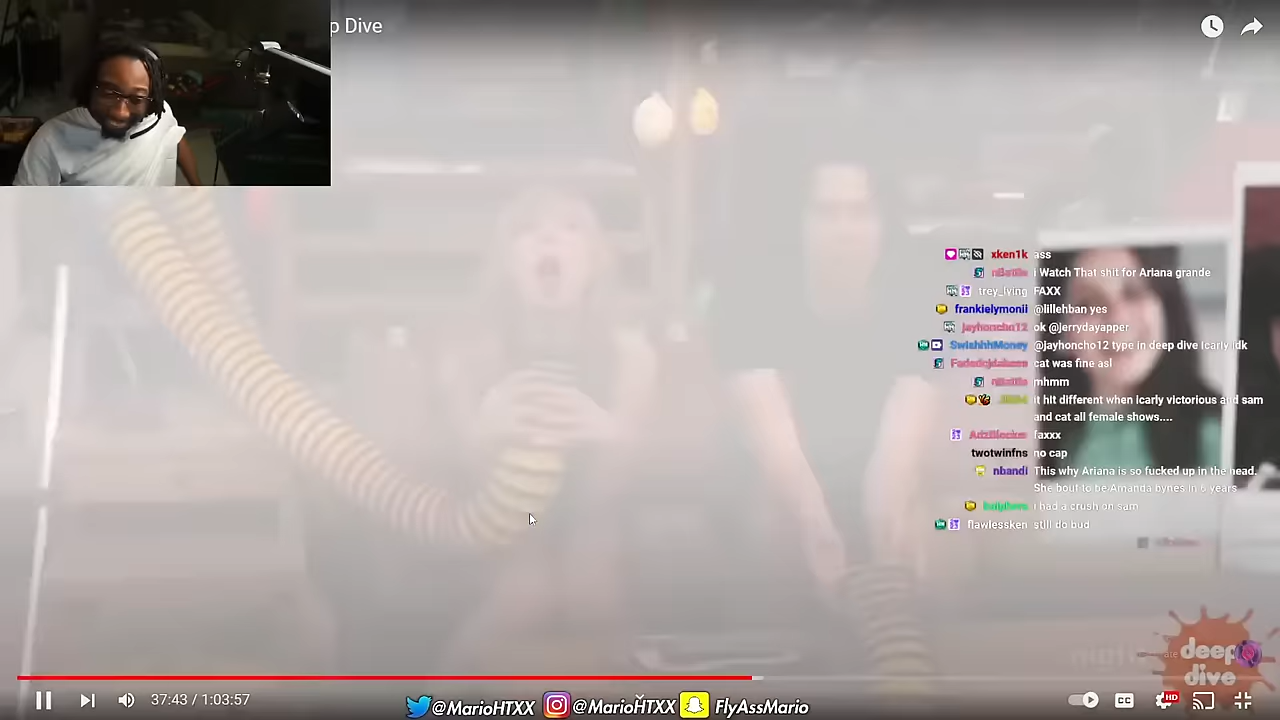 p Dive
xken1k ass
i Watch That shit for Ariana grande
trey_lving FAXX
frankielymonii @lillehban yes
jayhoncho12 ok @jerrydayapper
SwishhhMoney @jayhoncho12 type in deep dive icarly idk
cat was fine asl
mhmm
it hit different when icarly victorious and sam
and cat all female shows....
faxxx
twotwinfns no cap
nbandi This why Ariana is so fucked up in the head.
She bout to be Amanda bynes in 5 years
i had a crush on sam
flawlessken still do bud
deep
dive
37:43 / 1:03:57
CC
HD
@MarioHTXX @MarioHTXX FlyAssMario